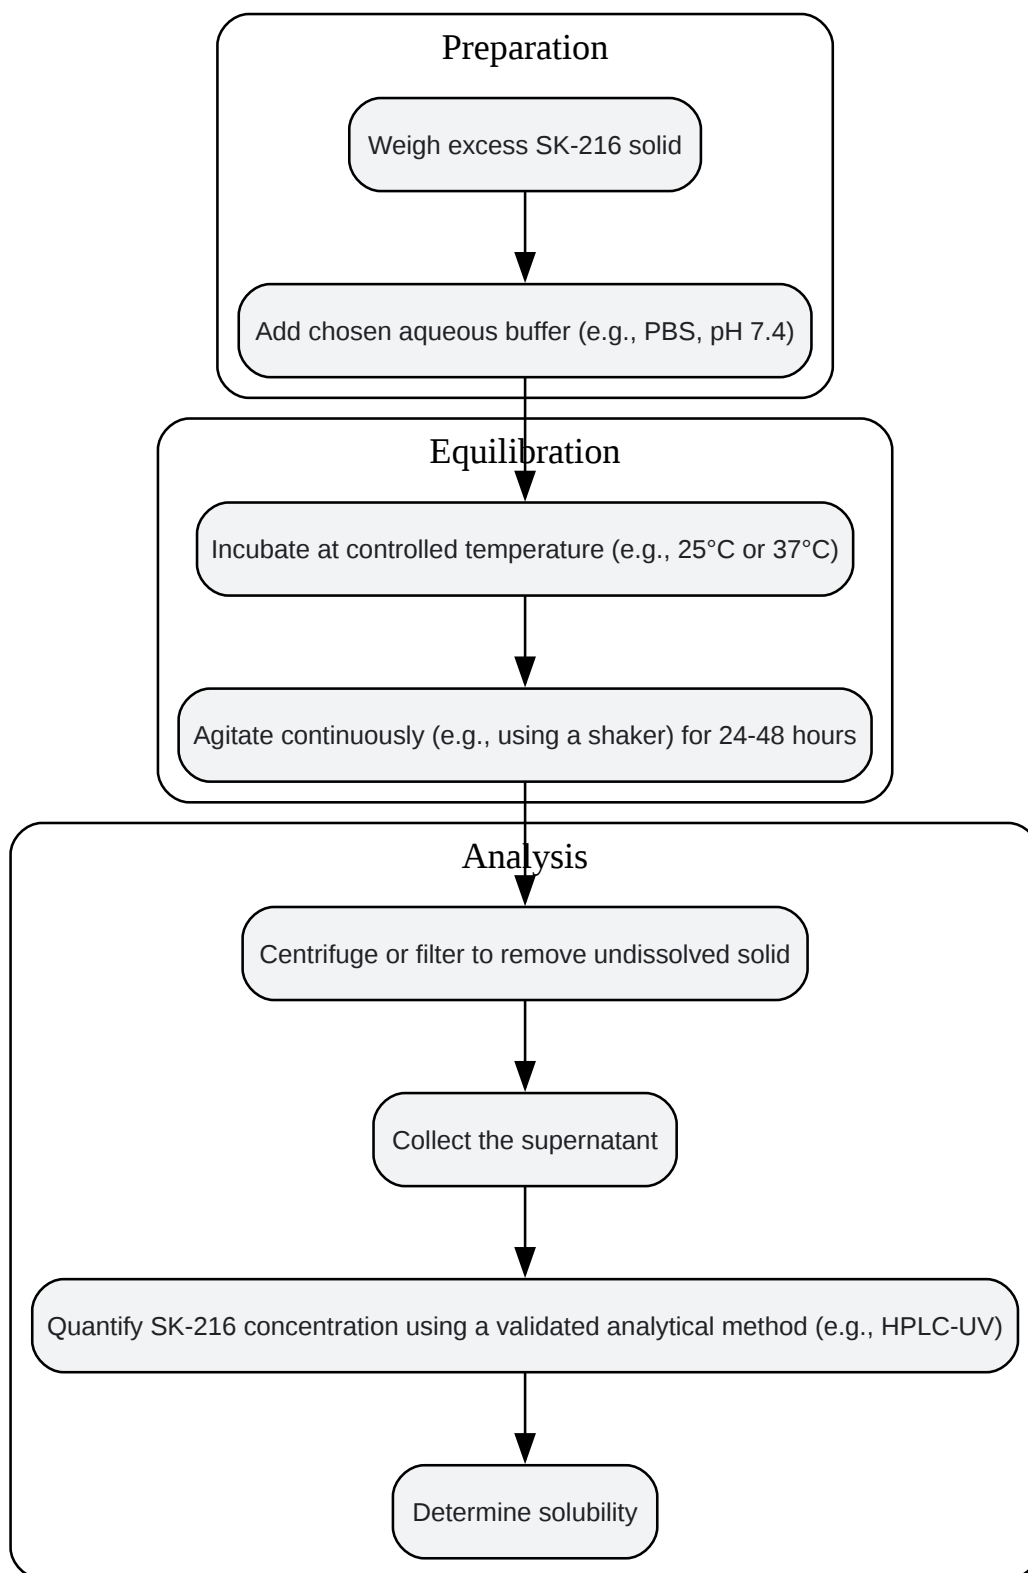 Preparation
Weigh excess SK-216 solid
Add chosen aqueous buffer (e.g., PBS, pH 7.4)
Equilibration
Incubate at controlled temperature (e.g., 25°C or 37°C)
Agitate continuously (e.g., using a shaker) for 24-48 hours
Analysis
Centrifuge or filter to remove undissolved solid
Collect the supernatant
Quantify SK-216 concentration using a validated analytical method (e.g., HPLC-UV)
Determine solubility